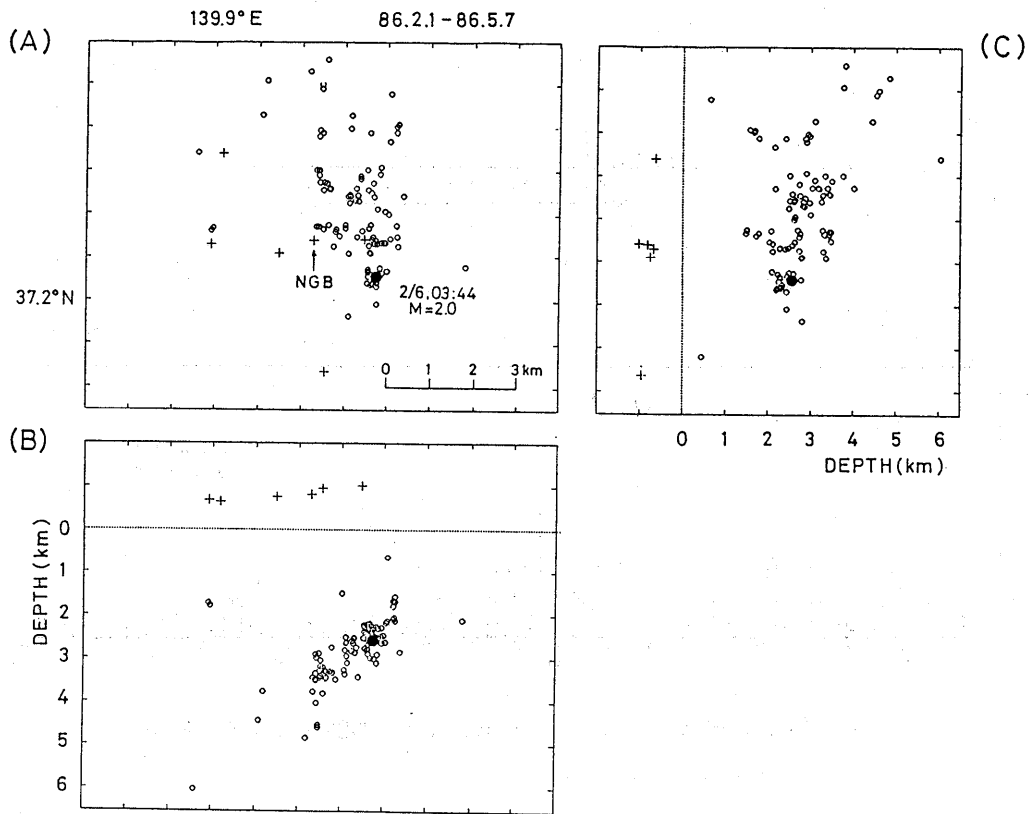 139.9° E 86.2.1-86.5.7
(A)
(C)
NGB
2/6,03:44
M=2.0
37.2°N
0 1 2 3 km
0 1 2 3 4 5 6
DEPTH (km)
(B)
0
1
2
3
4
5
6
DEPTH (km)